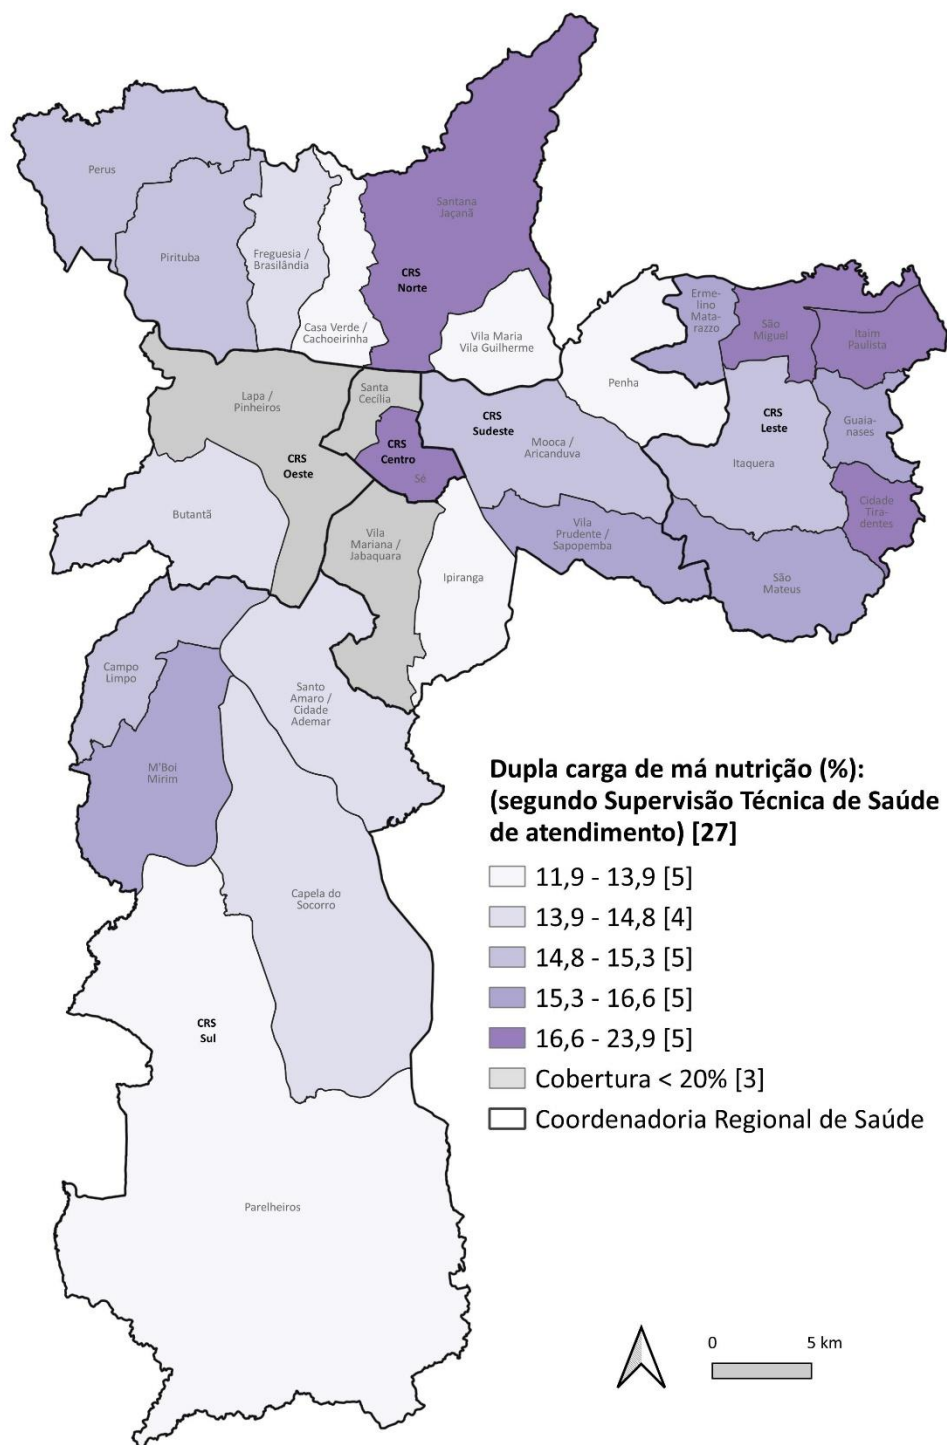 Perus
Pirituba
Freguesia /
Brasilândia
Casa Verde /
Cachoeirinha
Santana
Jaçanã
CRS
Norte
Vila Maria
Vila Guilherme
Penha
Erme-
lino
Mata-
razzo
São
Miguel
Itaim
Paulista
Lapa /
Pinheiros
Santa
Cecília
CRS
Sudeste
Mooca /
Aricanduva
CRS
Leste
Itaquera
Guaia-
nases
CRS
Oeste
CRS
Centro
Sé
Cidade
Tira-
dentes
Butantã
Vila
Mariana /
Jabaquara
Ipiranga
Vila
Prudente /
Sapopemba
São
Mateus
Campo
Limpo
Santo
Amaro /
Cidade
Ademar
M'Boi
Mirim
Capela do
Socorro
CRS
Sul
Parelheiros
Dupla carga de má nutrição (%):
(segundo Supervisão Técnica de Saúde
de atendimento) [27]
11,9 - 13,9 [5]
13,9 - 14,8 [4]
14,8 - 15,3 [5]
15,3 - 16,6 [5]
16,6 - 23,9 [5]
Cobertura < 20% [3]
Coordenadoria Regional de Saúde
0 5 km